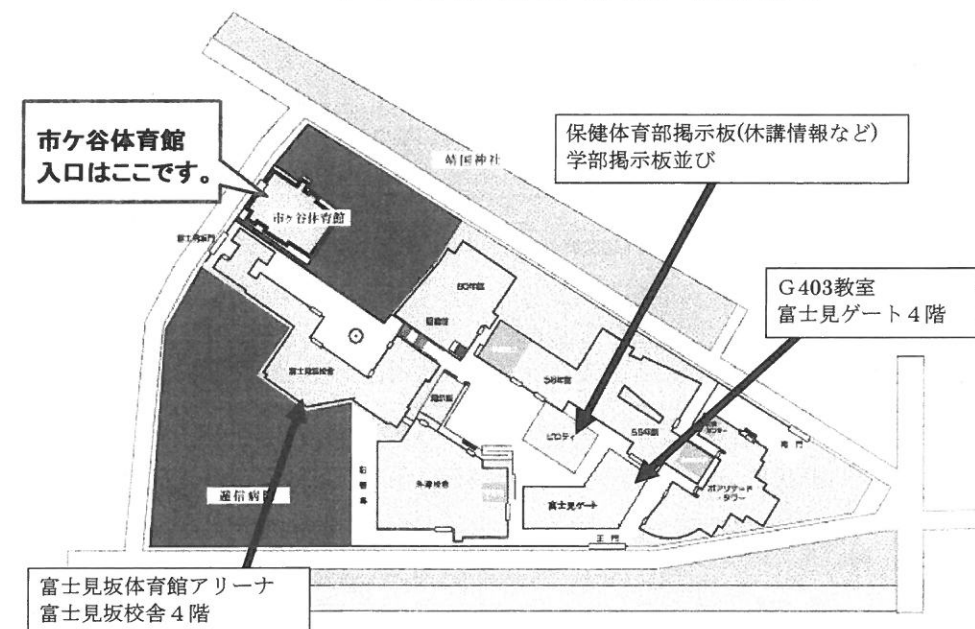 市ケ谷体育館
入口はここです。
保健体育部掲示板(休講情報など)
学部掲示板並び
靖国神社
市ヶ谷体育館
富士見坂門
G403教室
富士見ゲート4階
80年館
富士見坂校舎
58年館
55年館
ピロティ
南門
ボアソナード
タワー
外濠校舎
富士見ゲート
正門
逓信病院
富士見坂体育館アリーナ
富士見坂校舎4階